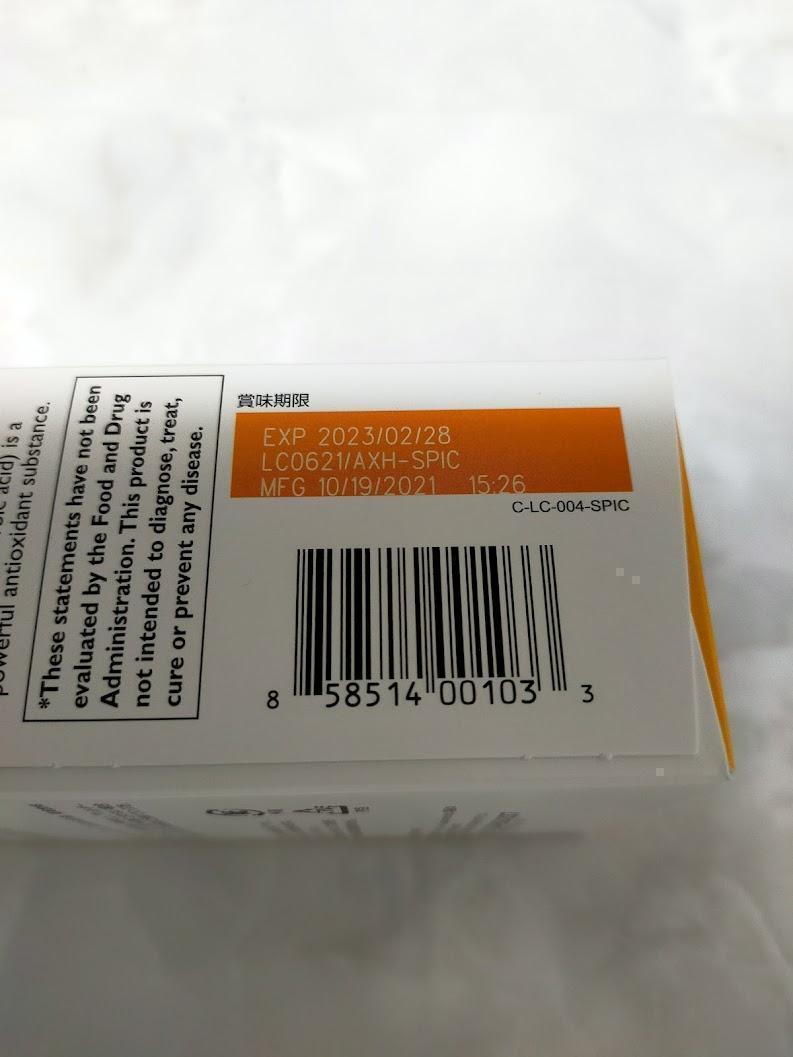 powerful antioxidant substance.
*These statements have not been
evaluated by the Food and Drug
Administration. This product is
not intended to diagnose, treat,
cure or prevent any disease.
賞味期限
EXP 2023/02/28
LC0621/AXH-SPIC
MFG 10/19/2021 15:26
C-LC-004-SPIC
8 58514 00103 3